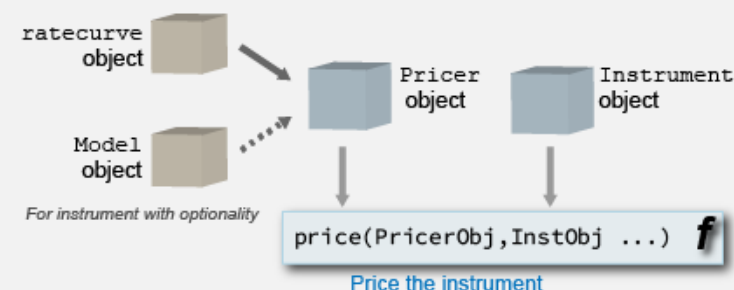 ratecurve
object
Pricer
object
Instrument
object
Model
object
For instrument with optionality
price(PricerObj,InstObj ...) f
Price the instrument